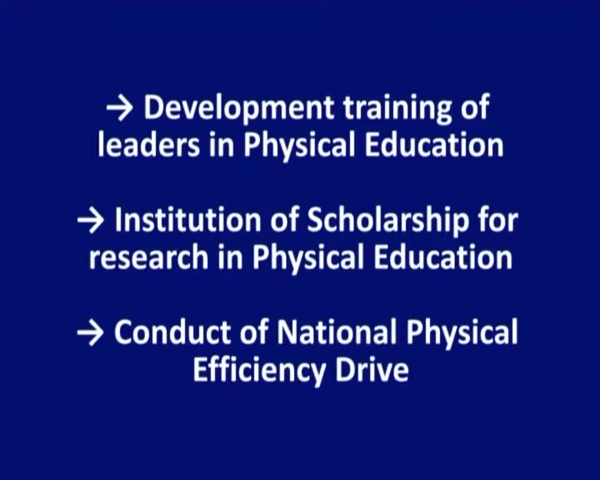 → Development training of
leaders in Physical Education
→ Institution of Scholarship for
research in Physical Education
→ Conduct of National Physical
Efficiency Drive